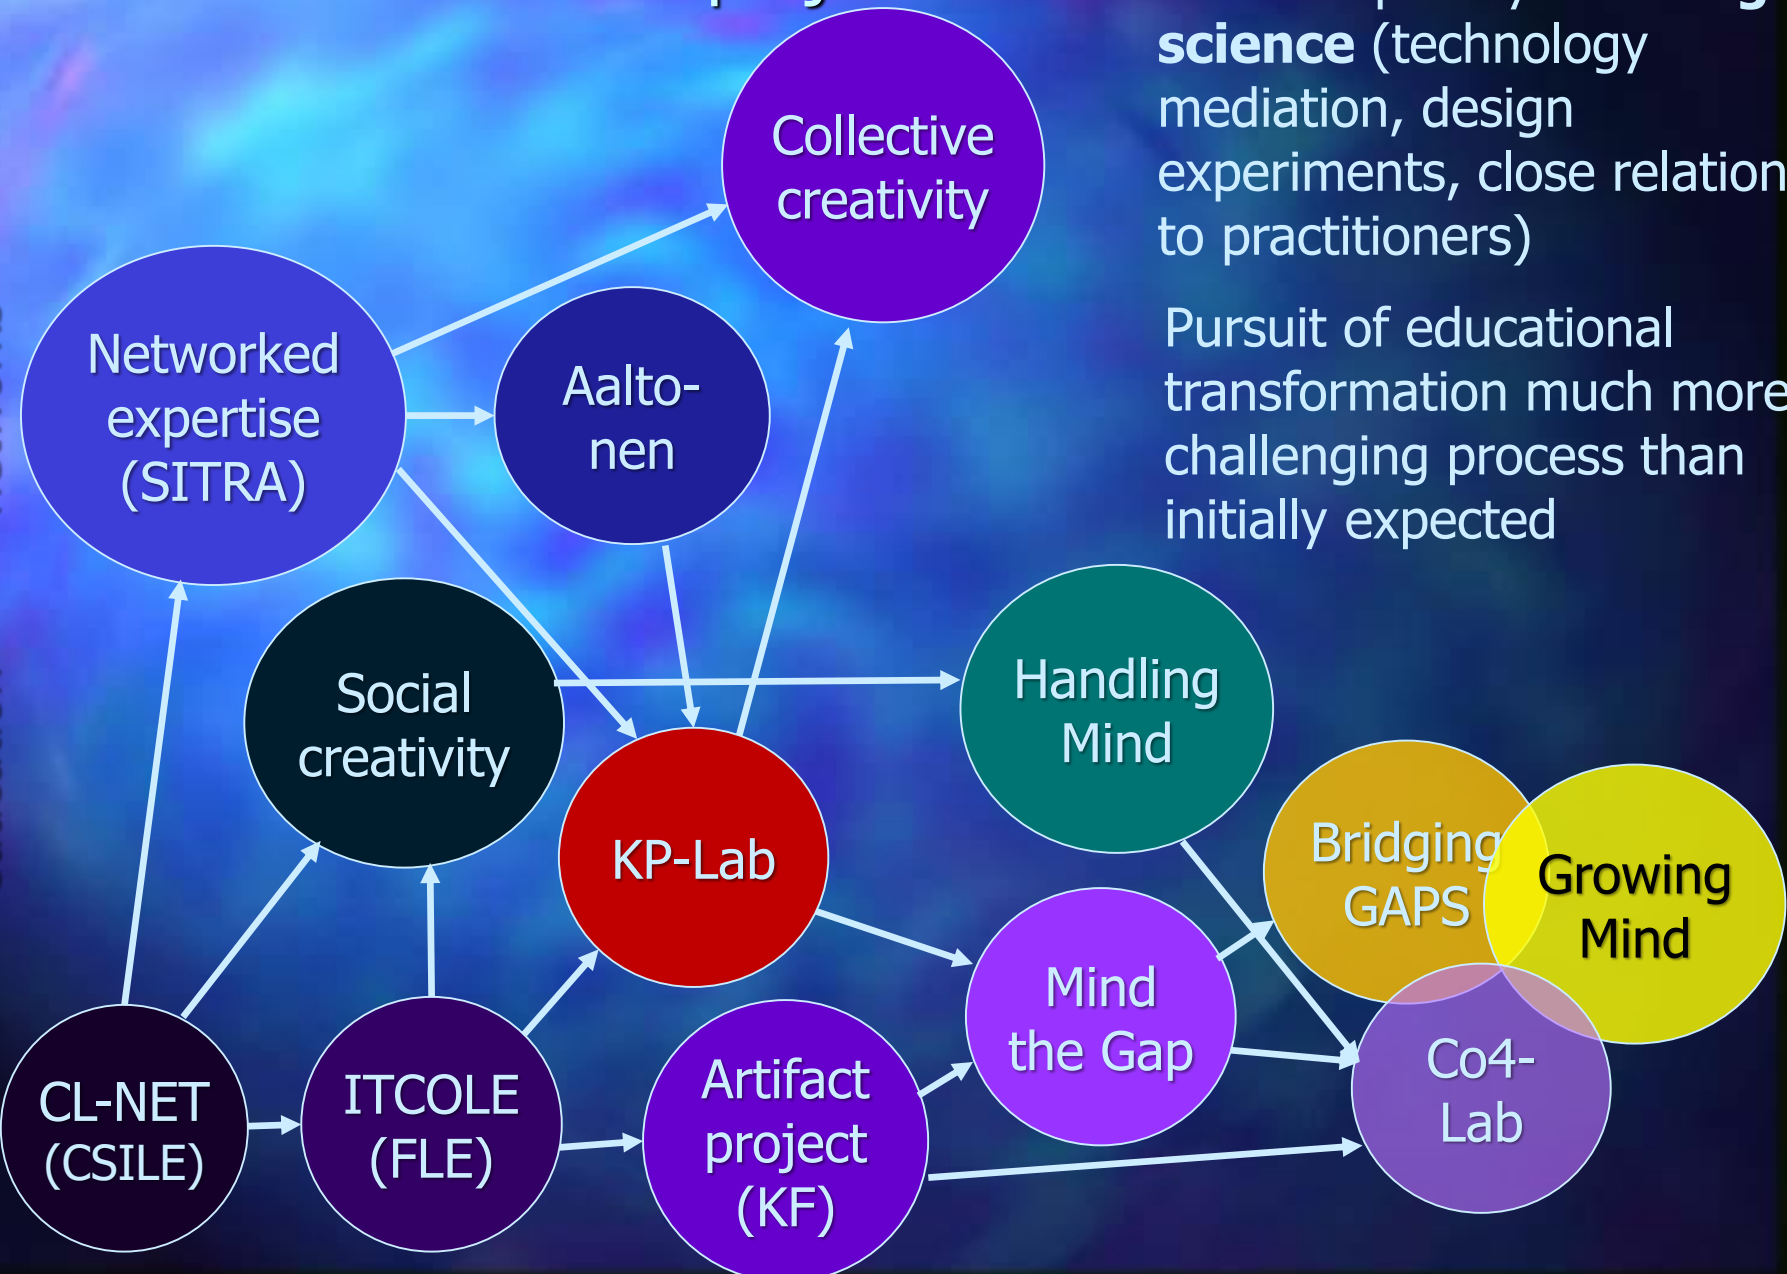 science (technology
mediation, design
experiments, close relation
to practitioners)
Pursuit of educational
transformation much more
challenging process than
initially expected
Collective
creativity
Networked
expertise
(SITRA)
Aalto-
nen
Social
creativity
Handling
Mind
KP-Lab
Bridging
GAPS
Growing
Mind
Mind
the Gap
Co4-
Lab
CL-NET
(CSILE)
ITCOLE
(FLE)
Artifact
project
(KF)